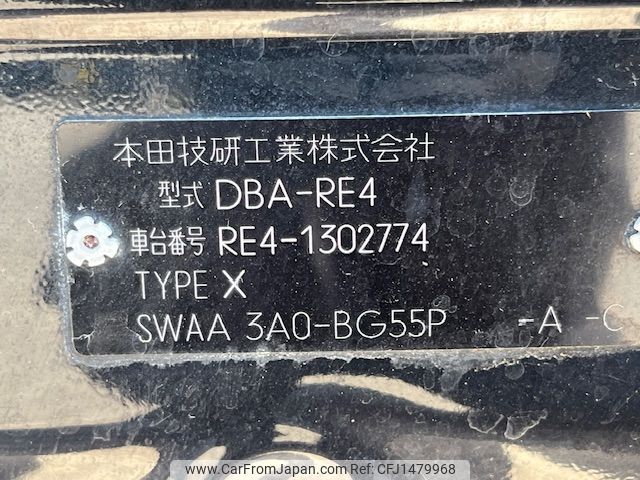 本田技研工業株式会社
型式 DBA-RE4
車台番号 RE4-1302774
TYPE X
SWAA 3A0-BG55P -A -C
www.CarFromJapan.com - Ref No: CFJ1479968